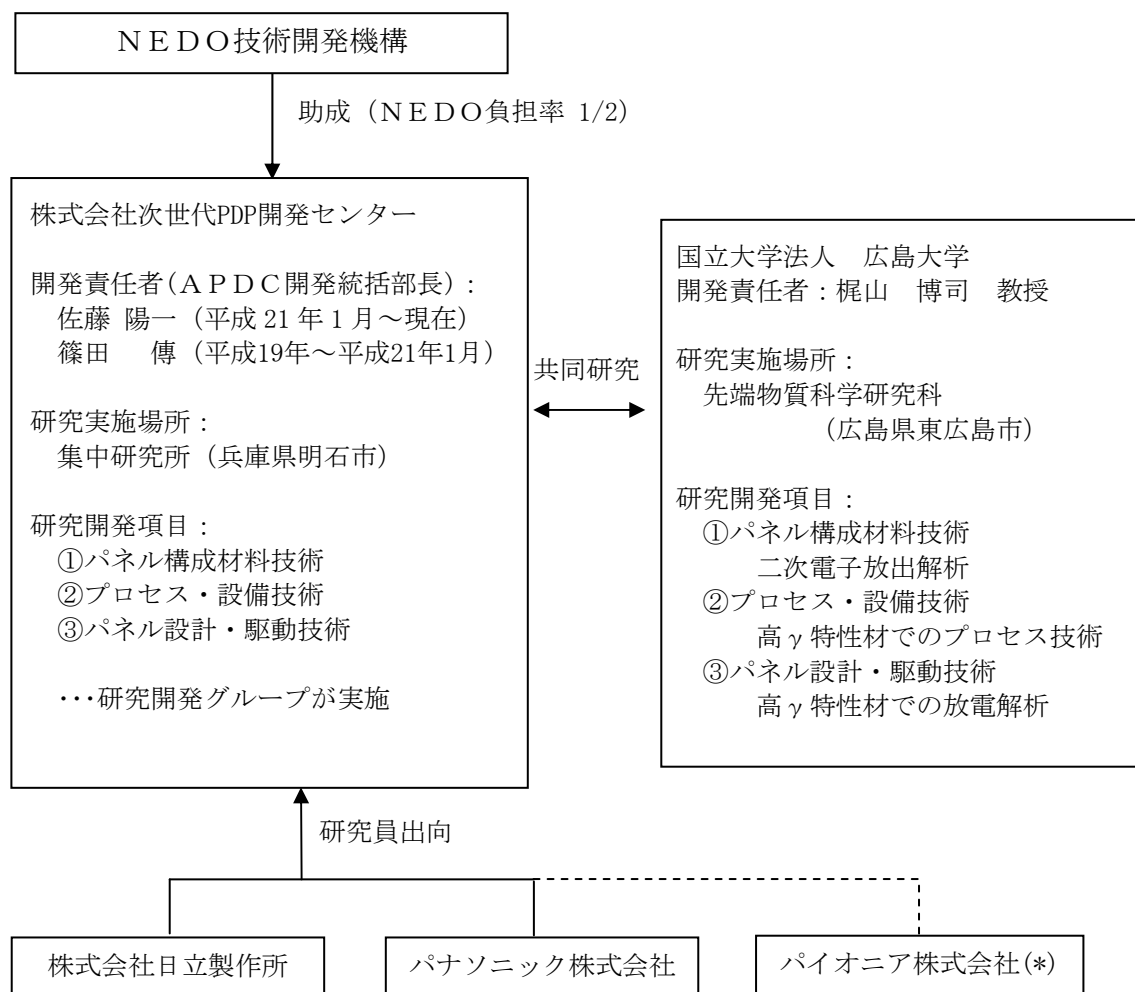 ＮＥＤＯ技術開発機構
助成（ＮＥＤＯ負担率 1/2）
株式会社次世代PDP開発センター
開発責任者（ＡＰＤＣ開発統括部長）：
佐藤 陽一（平成 21 年 1 月～現在）
篠田　　傳（平成19年～平成21年1月）
研究実施場所：
集中研究所（兵庫県明石市）
研究開発項目：
①パネル構成材料技術
②プロセス・設備技術
③パネル設計・駆動技術
･･･研究開発グループが実施
共同研究
国立大学法人　広島大学
開発責任者：梶山　博司　教授
研究実施場所：
先端物質科学研究科
（広島県東広島市）
研究開発項目：
①パネル構成材料技術
二次電子放出解析
②プロセス・設備技術
高γ特性材でのプロセス技術
③パネル設計・駆動技術
高γ特性材での放電解析
研究員出向
株式会社日立製作所
パナソニック株式会社
パイオニア株式会社(*)